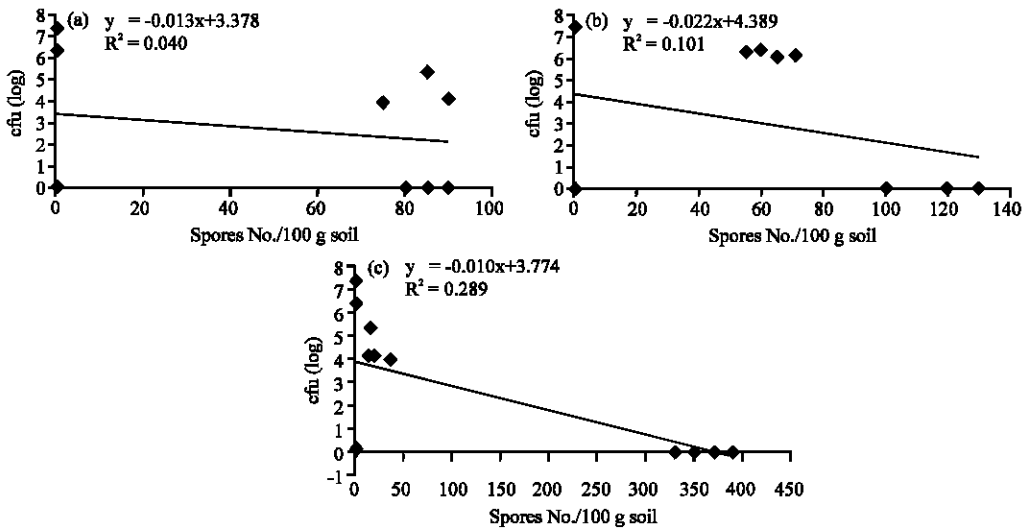 (a) y = -0.013x+3.378
R² = 0.040
8
7
6
5
4
3
2
1
0
cfu (log)
0 20 40 60 80 100
Spores No./100 g soil
(b) y = -0.022x+4.389
R² = 0.101
8
7
6
5
4
3
2
1
0
cfu (log)
0 20 40 60 80 100 120 140
Spores No./100 g soil
(c) y = -0.010x+3.774
R² = 0.289
8
7
6
5
4
3
2
1
0
-1
cfu (log)
0 50 100 150 200 250 300 350 400 450
Spores No./100 g soil